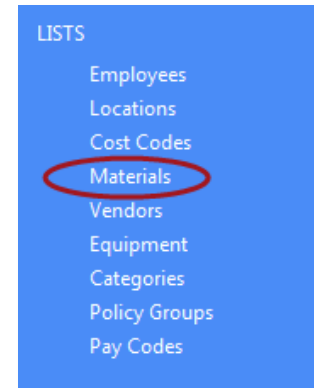 LISTS
Employees
Locations
Cost Codes
Materials
Vendors
Equipment
Categories
Policy Groups
Pay Codes